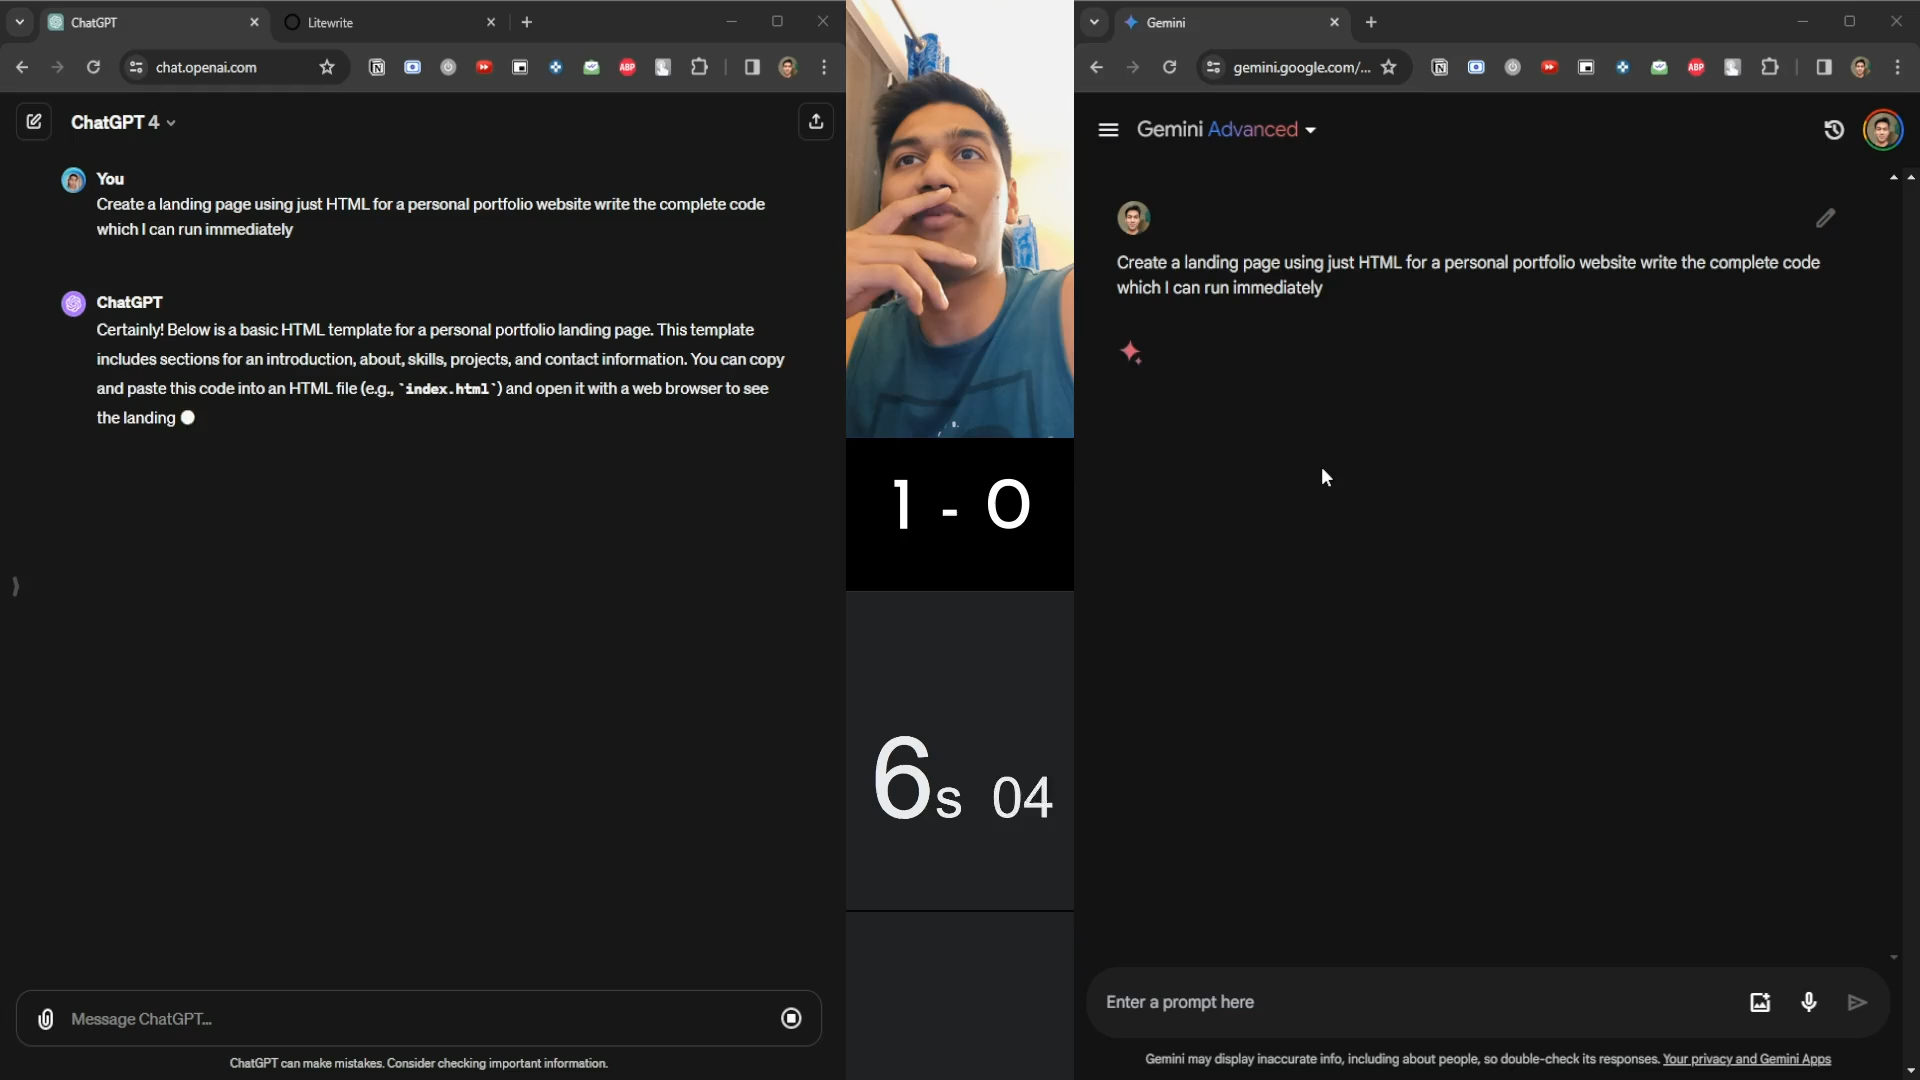 ChatGPT
Litewrite
chat.openai.com
ABP
ChatGPT 4
You
Create a landing page using just HTML for a personal portfolio website write the complete code
which I can run immediately
ChatGPT
Certainly! Below is a basic HTML template for a personal portfolio landing page. This template
includes sections for an introduction, about, skills, projects, and contact information. You can copy
and paste this code into an HTML file (e.g., `index.html`) and open it with a web browser to see
the landing
Message ChatGPT...
ChatGPT can make mistakes. Consider checking important information.
1 - 0
6s 04
Gemini
gemini.google.com/...
ABP
Gemini Advanced
Create a landing page using just HTML for a personal portfolio website write the complete code
which I can run immediately
Enter a prompt here
Gemini may display inaccurate info, including about people, so double-check its responses. Your privacy and Gemini Apps